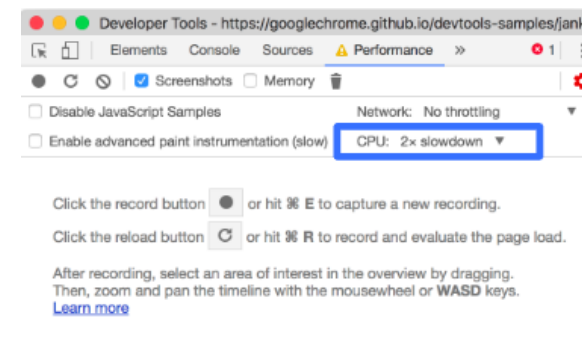 Developer Tools - https://googlechrome.github.io/devtools-samples/jank
Elements Console Sources Performance » 1
Screenshots Memory
Disable JavaScript Samples Network: No throttling ▼
Enable advanced paint instrumentation (slow) CPU: 2× slowdown ▼
Click the record button or hit ⌘ E to capture a new recording.
Click the reload button or hit ⌘ R to record and evaluate the page load.
After recording, select an area of interest in the overview by dragging.
Then, zoom and pan the timeline with the mousewheel or WASD keys.
Learn more